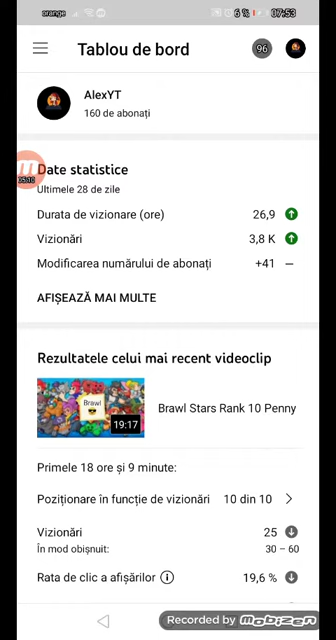 orange 6 % 07:53
Tablou de bord 96
AlexYT
160 de abonați
Date statistice
05:10
Ultimele 28 de zile
Durata de vizionare (ore) 26,9
Vizionări 3,8 K
Modificarea numărului de abonați +41 –
AFIȘEAZĂ MAI MULTE
Rezultatele celui mai recent videoclip
Brawl
19:17
Brawl Stars Rank 10 Penny
Primele 18 ore și 9 minute:
Poziționare în funcție de vizionări 10 din 10
Vizionări 25
În mod obișnuit: 30 – 60
Rata de clic a afișărilor 19,6 %
Recorded by MOBIZEN